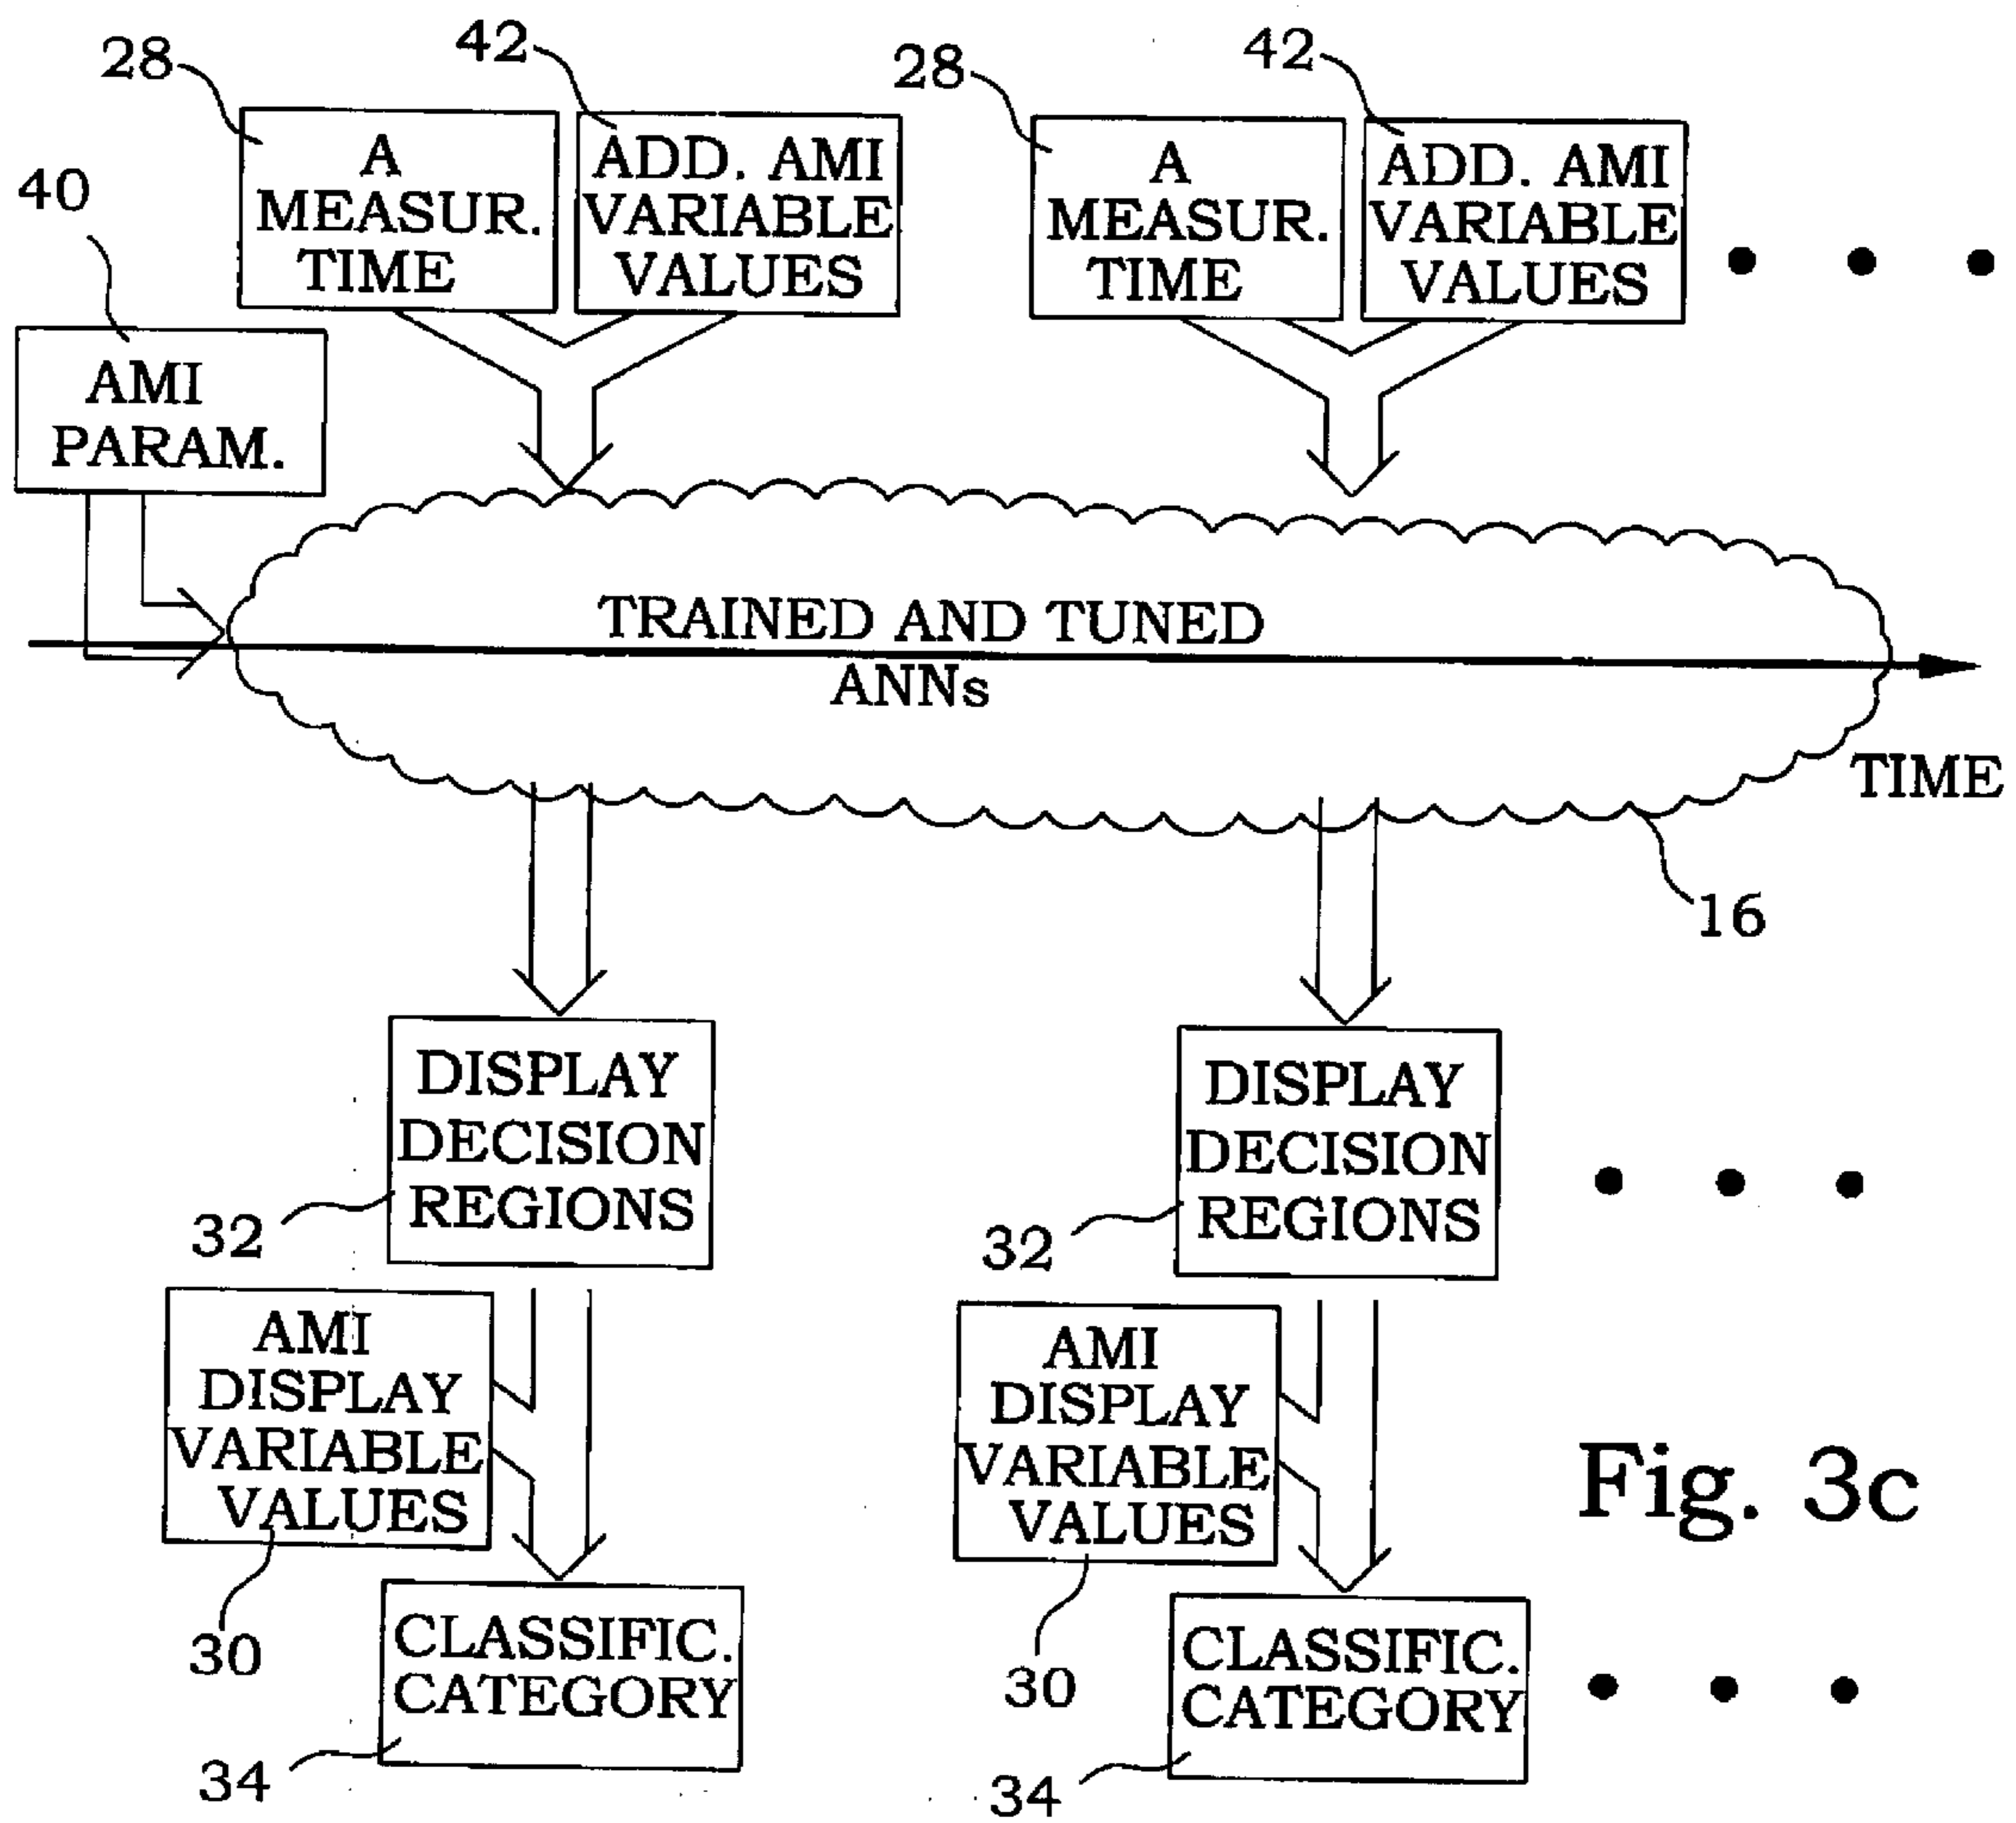 28
42
28
42
A
MEASUR.
TIME
ADD. AMI
VARIABLE
VALUES
A
MEASUR.
TIME
ADD. AMI
VARIABLE
VALUES
40
AMI
PARAM.
TRAINED AND TUNED
ANNs
TIME
16
DISPLAY
DECISION
REGIONS
32
DISPLAY
DECISION
REGIONS
32
AMI
DISPLAY
VARIABLE
VALUES
30
AMI
DISPLAY
VARIABLE
VALUES
30
Fig. 3c
CLASSIFIC.
CATEGORY
34
CLASSIFIC.
CATEGORY
34